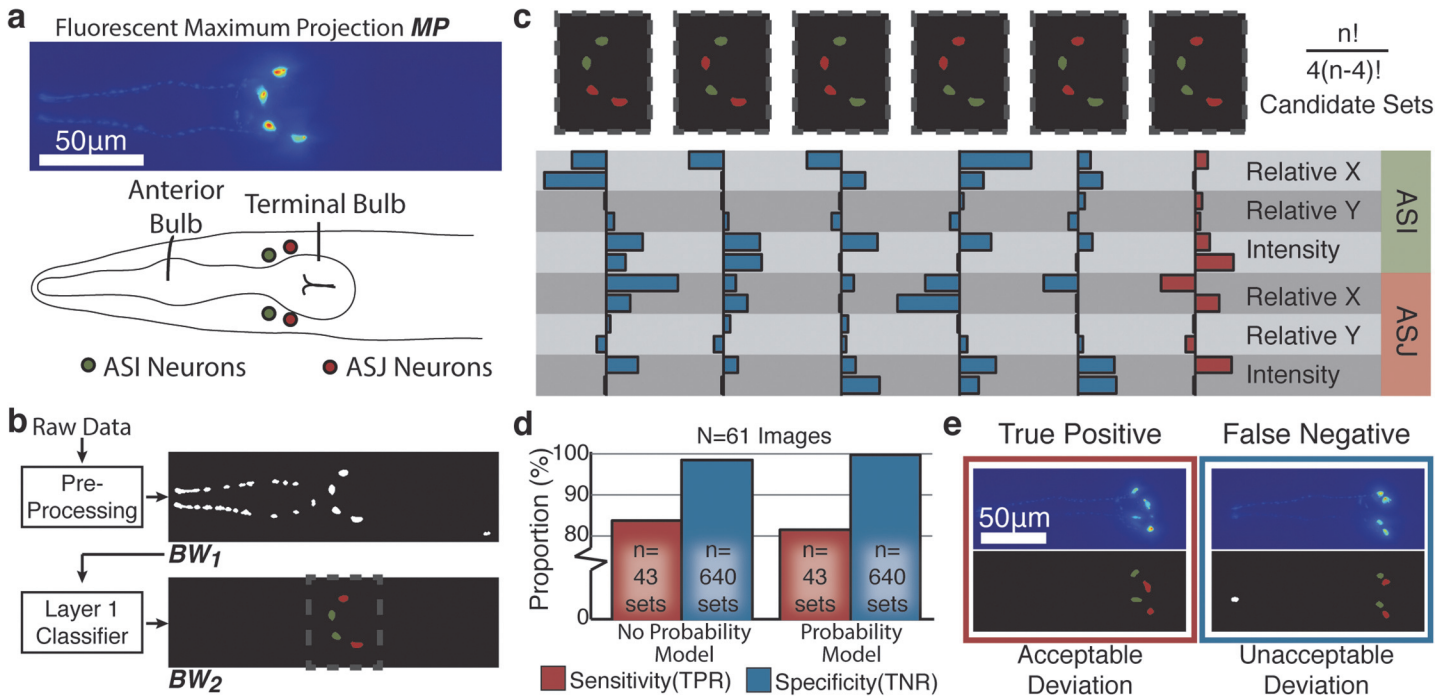 a
Fluorescent Maximum Projection MP
50μm
Anterior
Bulb
Terminal Bulb
ASI Neurons
ASJ Neurons
b
Raw Data
Pre-
Processing
BW1
Layer 1
Classifier
BW2
c
n!
4(n-4)!
Candidate Sets
Relative X
Relative Y
Intensity
ASI
Relative X
Relative Y
Intensity
ASJ
d
N=61 Images
Proportion (%)
100
90
80
0
n=
43
sets
n=
640
sets
n=
43
sets
n=
640
sets
No Probability
Model
Probability
Model
Sensitivity(TPR)
Specificity(TNR)
e
True Positive
False Negative
50μm
Acceptable
Deviation
Unacceptable
Deviation